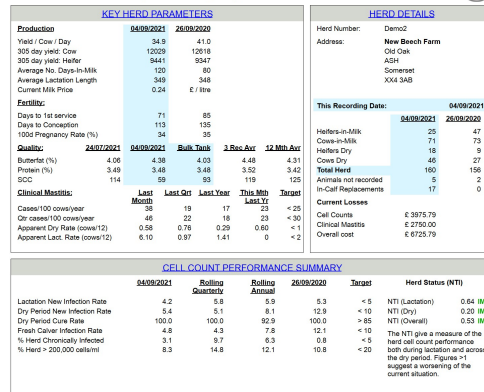 KEY HERD PARAMETERS
Production 04/09/2021 26/09/2020
Yield / Cow / Day 34.9 41.0
305 day yield: Cow 12029 12618
305 day yield: Heifer 9441 9347
Average No. Days-In-Milk 120 80
Average Lactation Length 349 348
Current Milk Price 0.24 £ / litre
Fertility:
Days to 1st service 71 85
Days to Conception 113 135
100d Pregnancy Rate (%) 34 35
Quality: 24/07/2021 04/09/2021 Bulk Tank 3 Rec Avr 12 Mth Avr
Butterfat (%) 4.06 4.38 4.03 4.48 4.31
Protein (%) 3.49 3.48 3.48 3.52 3.42
SCC 114 59 93 119 125
Clinical Mastitis: Last Month Last Qrt Last Year This Mth Last Yr Target
Cases/100 cows/year 38 19 17 23 < 25
Qtr cases/100 cows/year 46 22 18 23 < 30
Apparent Dry Rate (cows/12) 0.58 0.76 0.29 0.60 < 1
Apparent Lact. Rate (cows/12) 6.10 0.97 1.41 0 < 2
HERD DETAILS
Herd Number: Demo2
Address: New Beech Farm
Old Oak
ASH
Somerset
XX4 3AB
This Recording Date: 04/09/2021
04/09/2021 26/09/2020
Heifers-in-Milk 25 47
Cows-in-Milk 71 73
Heifers Dry 18 9
Cows Dry 46 27
Total Herd 160 156
Animals not recorded 5 2
In-Calf Replacements 17 0
Current Losses
Cell Counts £ 3975.79
Clinical Mastitis £ 2750.00
Overall cost £ 6725.79
CELL COUNT PERFORMANCE SUMMARY
04/09/2021 Rolling Quarterly Rolling Annual 26/09/2020 Target Herd Status (NTI)
Lactation New Infection Rate 4.2 5.8 5.9 5.3 < 5 NTI (Lactation) 0.64 IM
Dry Period New Infection Rate 5.4 5.1 8.1 12.9 < 10 NTI (Dry) 0.20 IM
Dry Period Cure Rate 100.0 100.0 92.9 100.0 > 85 NTI (Overall) 0.53 IM
Fresh Calver Infection Rate 4.8 4.3 7.8 12.1 < 10
% Herd Chronically Infected 3.1 9.7 6.3 0.8 < 5
% Herd > 200,000 cells/ml 8.3 14.8 12.1 10.8 < 20
The NTI give a measure of the
herd cell count performance
both during lactation and across
the dry period. Figures >1
suggest a worsening of the
current situation.